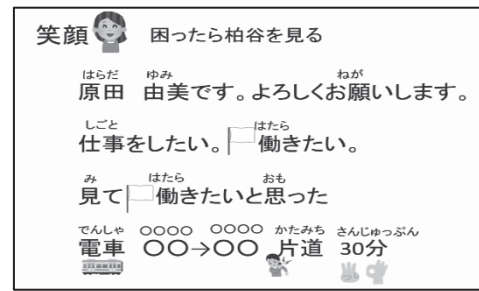 笑顔 困ったら柏谷を見る
はらだ ゆみ ねが
原田 由美です。よろしくお願いします。
しごと はたら
仕事をしたい。 働きたい。
み はたら おも
見て 働きたいと思った
でんしゃ ○○○○ ○○○○ かたみち さんじゅっぷん
電車 ○○→○○ 片道 30分